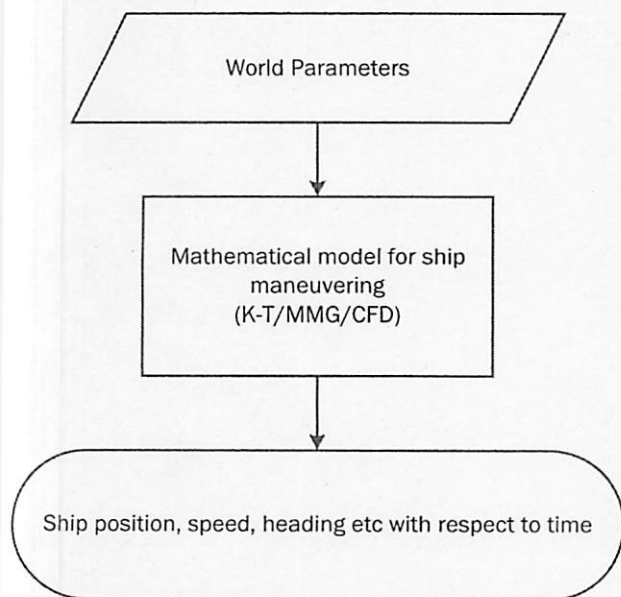 World Parameters
Mathematical model for ship
maneuvering
(K-T/MMG/CFD)
Ship position, speed, heading etc with respect to time